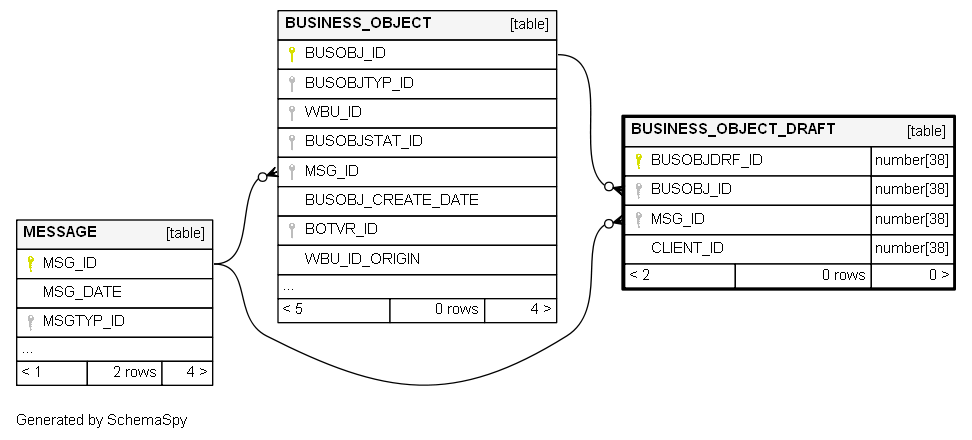 BUSINESS_OBJECT [table]
BUSOBJ_ID
BUSOBJTYP_ID
WBU_ID
BUSOBJSTAT_ID
MSG_ID
BUSOBJ_CREATE_DATE
BOTVR_ID
WBU_ID_ORIGIN
...
< 5 0 rows 4 >
BUSINESS_OBJECT_DRAFT [table]
BUSOBJDRF_ID number[38]
BUSOBJ_ID number[38]
MSG_ID number[38]
CLIENT_ID number[38]
< 2 0 rows 0 >
MESSAGE [table]
MSG_ID
MSG_DATE
MSGTYP_ID
...
< 1 2 rows 4 >
Generated by SchemaSpy